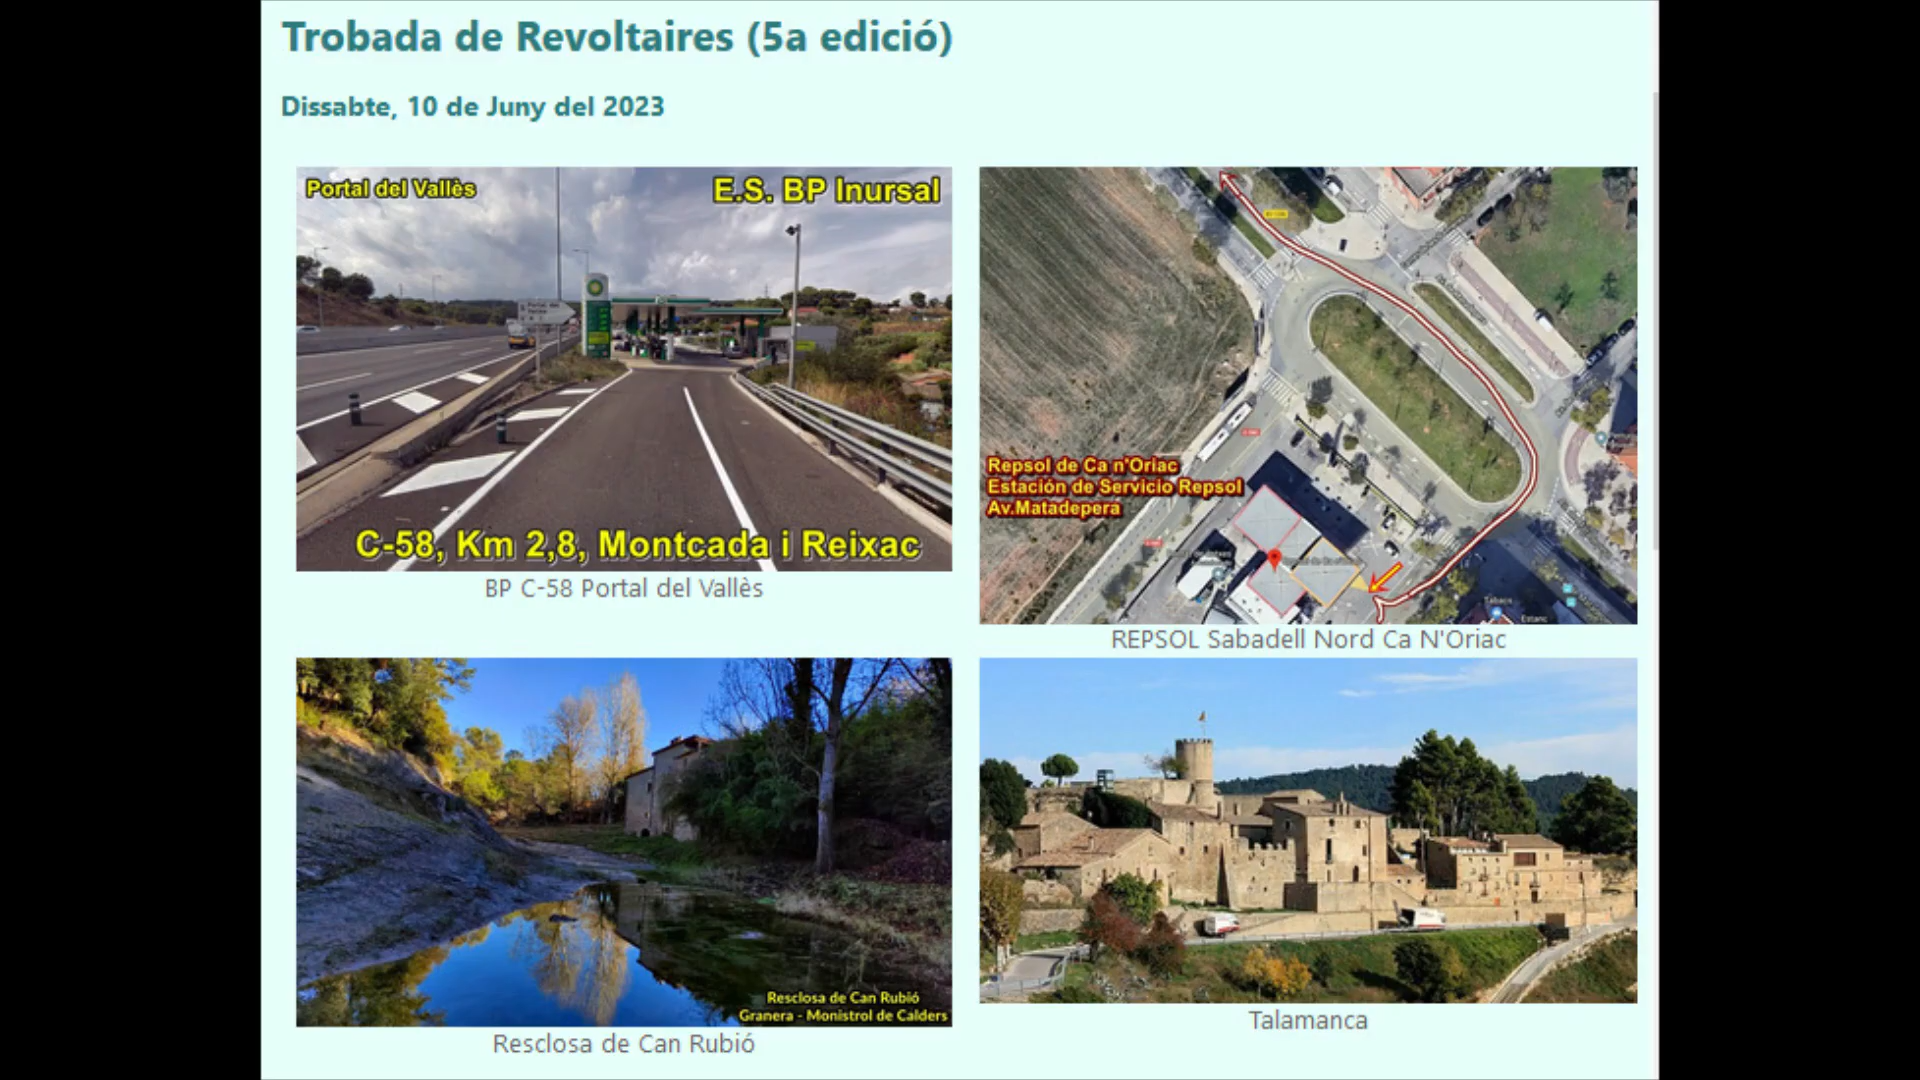 Trobada de Revoltaires (5a edició)
Dissabte, 10 de Juny del 2023
Portal del Vallès
E.S. BP Inursal
C-58, Km 2,8, Montcada i Reixac
BP C-58 Portal del Vallès
Repsol de Ca n'Oriac
Estación de Servicio Repsol
Av.Matadepera
Tabacs
Estanc
REPSOL Sabadell Nord Ca N'Oriac
Resclosa de Can Rubió
Granera - Monistrol de Calders
Resclosa de Can Rubió
Talamanca